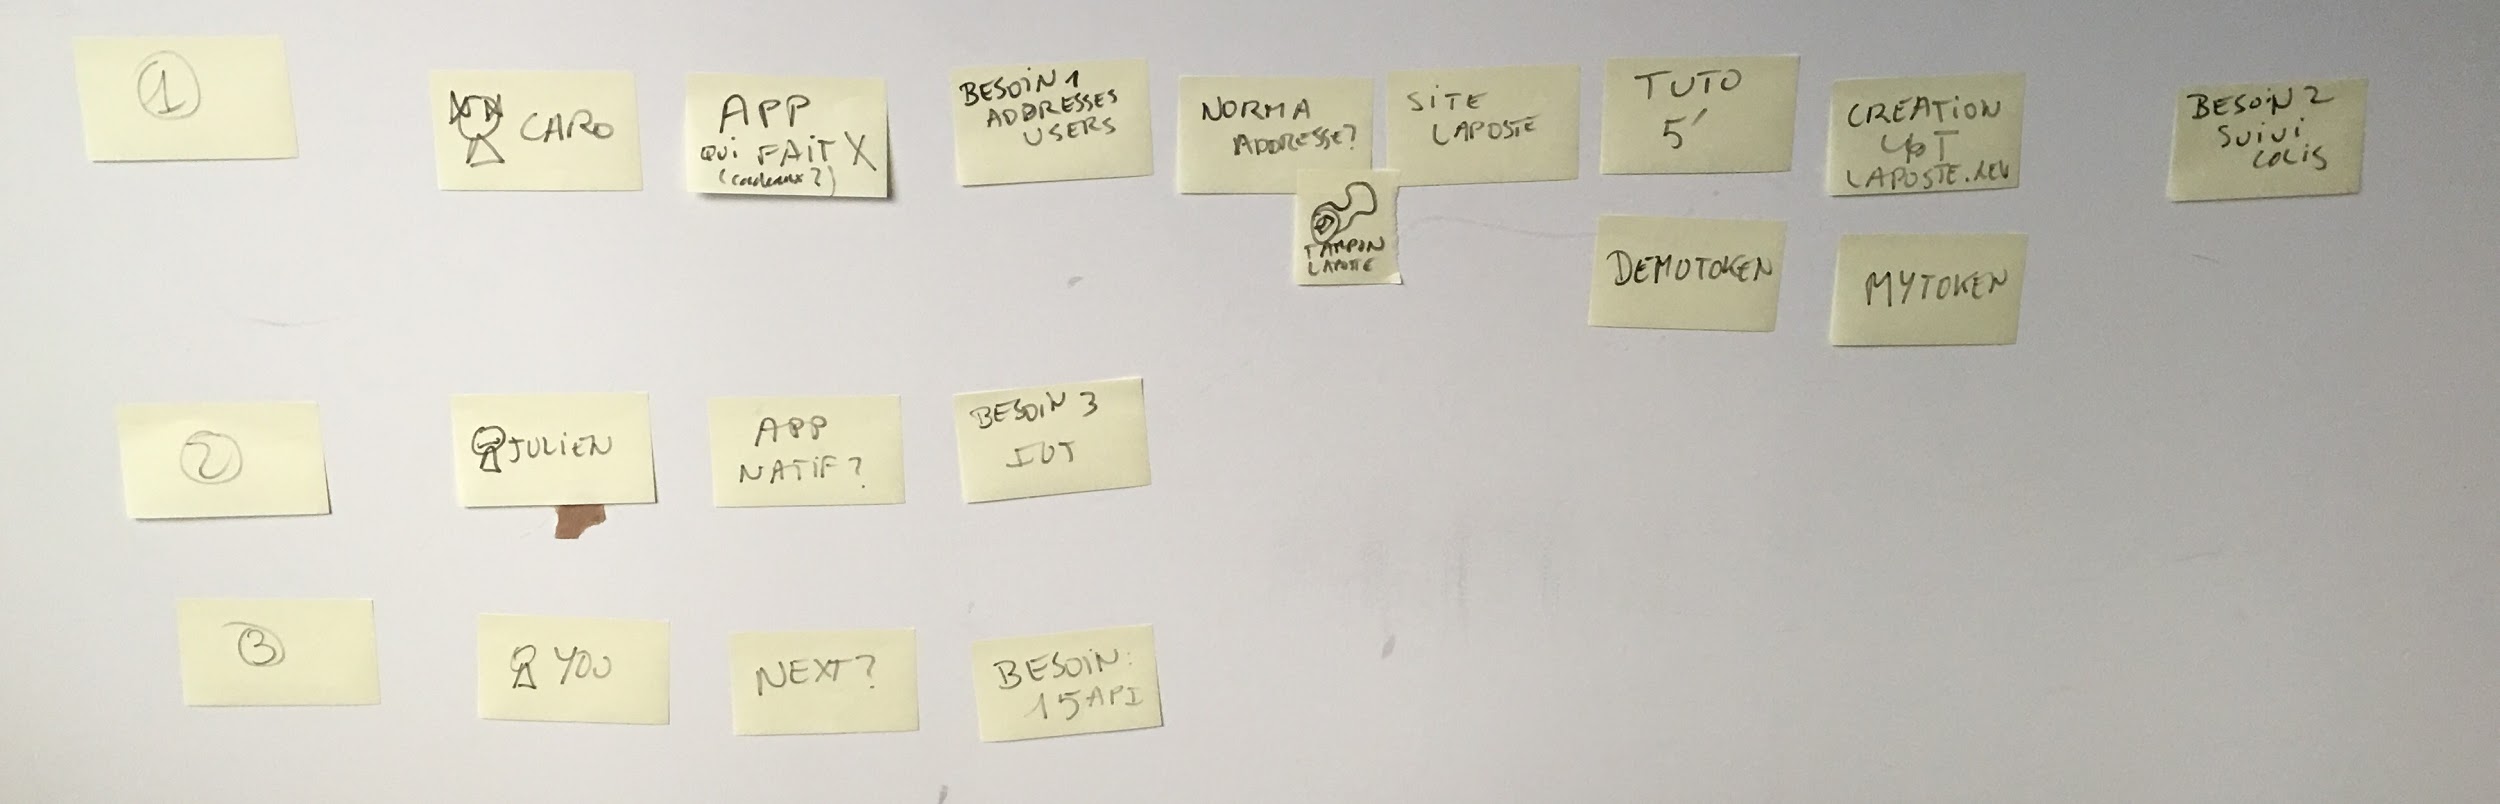 1
CARO
APP
QUI FAIT X
(cadeaux?)
BESOIN 1
ADDRESSES
USERS
NORMA
ADDRESSE?
SITE
LAPOSTE
TUTO
5'
CREATION
LAPOSTE.DEV
BESOIN 2
SUIVI
COLIS
TAMPON
LAPOSTE
DEMOTOKEN
MYTOKEN
2
JULIEN
APP
NATIF?
BESOIN 3
IOT
3
YOU
NEXT?
BESOIN:
15 API